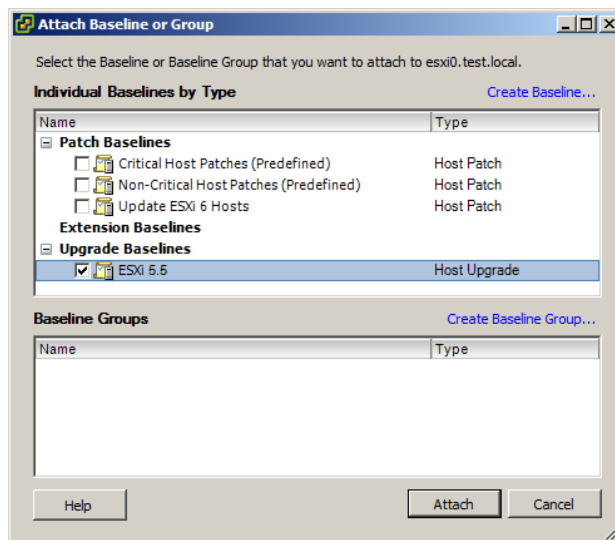 Attach Baseline or Group
Select the Baseline or Baseline Group that you want to attach to esxi0.test.local.
Individual Baselines by Type Create Baseline...
Name Type
Patch Baselines
Critical Host Patches (Predefined) Host Patch
Non-Critical Host Patches (Predefined) Host Patch
Update ESXi 6 Hosts Host Patch
Extension Baselines
Upgrade Baselines
ESXi 5.5 Host Upgrade
Baseline Groups Create Baseline Group...
Name Type
Help Attach Cancel